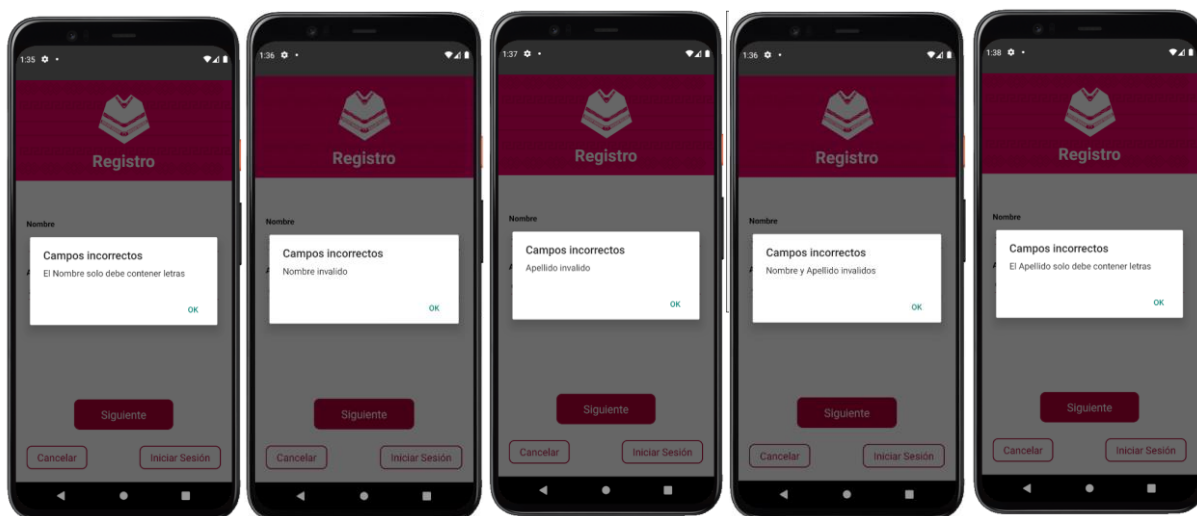 1:35
Registro
Nombre
Campos incorrectos
El Nombre solo debe contener letras
OK
Siguiente
Cancelar
Iniciar Sesión
1:36
Registro
Nombre
Campos incorrectos
Nombre invalido
OK
Siguiente
Cancelar
Iniciar Sesión
1:37
Registro
Nombre
Campos incorrectos
Apellido invalido
OK
Siguiente
Cancelar
Iniciar Sesión
1:36
Registro
Nombre
Campos incorrectos
Nombre y Apellido invalidos
OK
Siguiente
Cancelar
Iniciar Sesión
1:38
Registro
Nombre
Campos incorrectos
El Apellido solo debe contener letras
OK
Siguiente
Cancelar
Iniciar Sesión